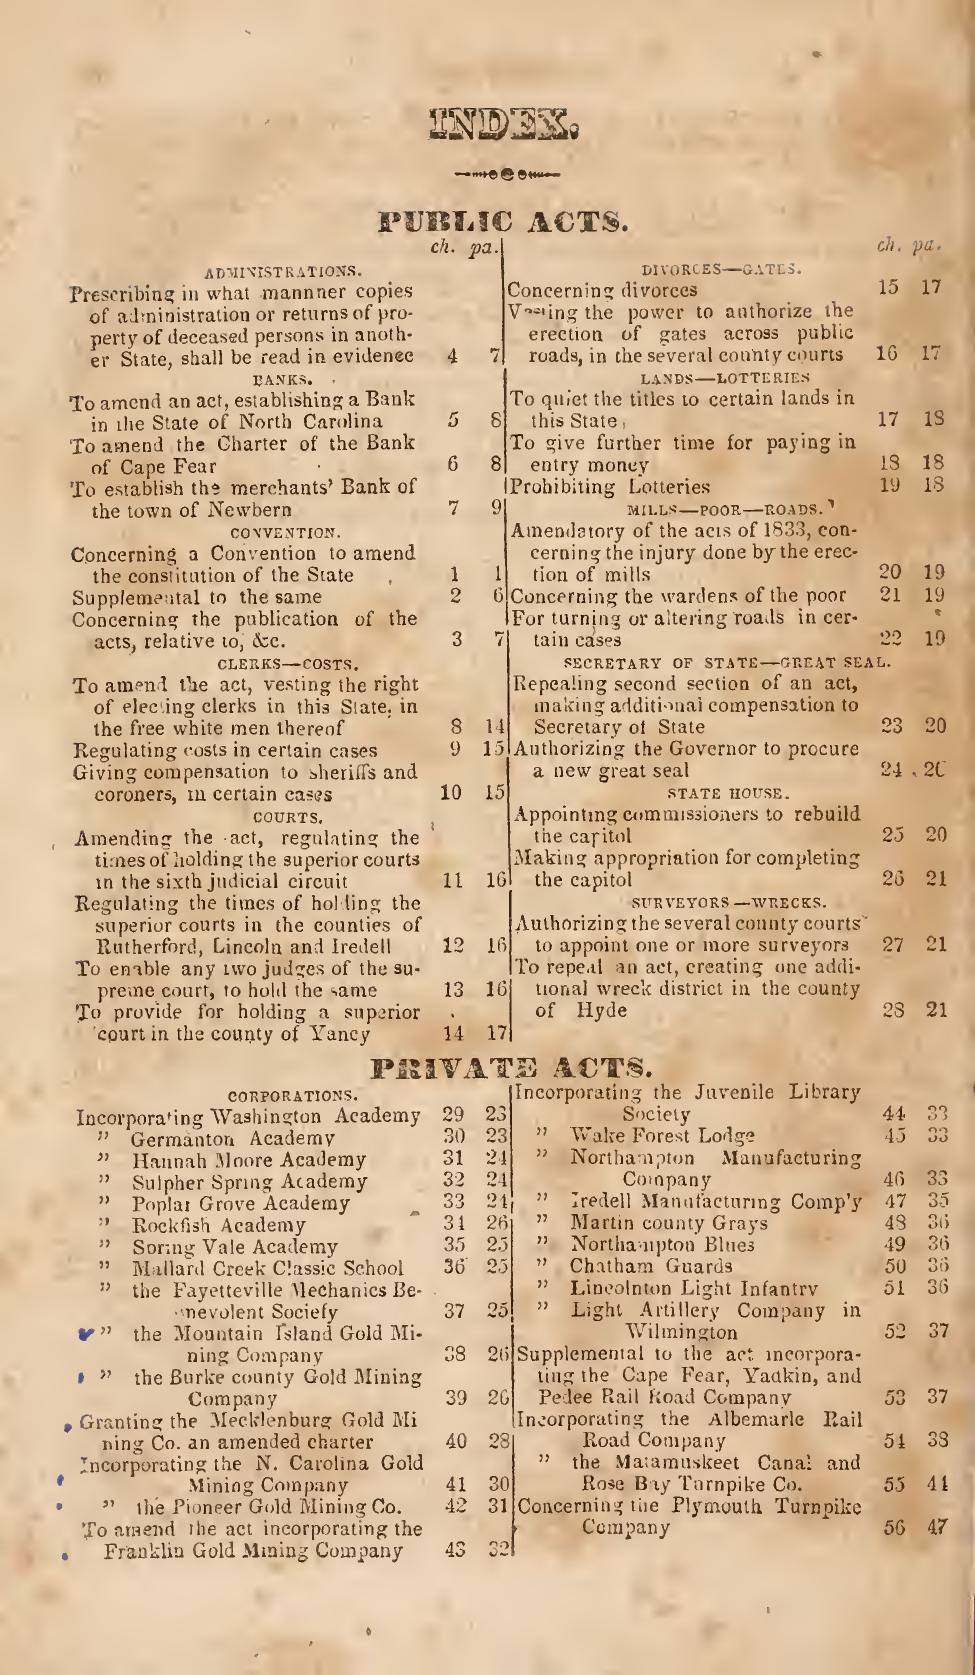 INDEX.
PUBLIC ACTS.
ch. pa.
ADMINISTRATIONS.
Prescribing in what mannner copies
of administration or returns of pro-
perty of deceased persons in anoth-
er State, shall be read in evidence 4 7
BANKS.
To amend an act, establishing a Bank
in the State of North Carolina 5 8
To amend the Charter of the Bank
of Cape Fear 6 8
To establish the merchants' Bank of
the town of Newbern 7 9
CONVENTION.
Concerning a Convention to amend
the constitution of the State 1 1
Supplemental to the same 2 6
Concerning the publication of the
acts, relative to, &c. 3 7
CLERKS—COSTS.
To amend the act, vesting the right
of electing clerks in this State, in
the free white men thereof 8 14
Regulating costs in certain cases 9 15
Giving compensation to sheriffs and
coroners, in certain cases 10 15
COURTS.
Amending the act, regulating the
times of holding the superior courts
in the sixth judicial circuit 11 16
Regulating the times of holding the
superior courts in the counties of
Rutherford, Lincoln and Iredell 12 16
To enable any two judges of the su-
preme court, to hold the same 13 16
To provide for holding a superior
court in the county of Yancy 14 17
ch. pa.
DIVORCES—GATES.
Concerning divorces 15 17
Vesting the power to authorize the
erection of gates across public
roads, in the several county courts 16 17
LANDS—LOTTERIES
To quiet the titles to certain lands in
this State, 17 18
To give further time for paying in
entry money 18 18
Prohibiting Lotteries 19 18
MILLS—POOR—ROADS.
Amendatory of the acts of 1833, con-
cerning the injury done by the erec-
tion of mills 20 19
Concerning the wardens of the poor 21 19
For turning or altering roads in cer-
tain cases 22 19
SECRETARY OF STATE—GREAT SEAL.
Repealing second section of an act,
making additional compensation to
Secretary of State 23 20
Authorizing the Governor to procure
a new great seal 24 20
STATE HOUSE.
Appointing commissioners to rebuild
the capitol 25 20
Making appropriation for completing
the capitol 26 21
SURVEYORS—WRECKS.
Authorizing the several county courts
to appoint one or more surveyors 27 21
To repeal an act, creating one addi-
tional wreck district in the county
of Hyde 28 21
PRIVATE ACTS.
CORPORATIONS.
Incorporating Washington Academy 29 23
” Germanton Academy 30 23
” Hannah Moore Academy 31 24
” Sulpher Spring Academy 32 24
” Poplar Grove Academy 33 24
” Rockfish Academy 34 26
” Spring Vale Academy 35 25
” Mallard Creek Classic School 36 25
” the Fayetteville Mechanics Be-
nevolent Society 37 25
” the Mountain Island Gold Mi-
ning Company 38 26
” the Burke county Gold Mining
Company 39 26
Granting the Mecklenburg Gold Mi
ning Co. an amended charter 40 28
Incorporating the N. Carolina Gold
Mining Company 41 30
” the Pioneer Gold Mining Co. 42 31
To amend the act incorporating the
Franklin Gold Mining Company 43 32
Incorporating the Juvenile Library
Society 44 33
” Wake Forest Lodge 45 33
” Northampton Manufacturing
Company 46 33
” Iredell Manufacturing Comp'y 47 35
” Martin county Grays 48 36
” Northampton Blues 49 36
” Chatham Guards 50 36
” Lincolnton Light Infantry 51 36
” Light Artillery Company in
Wilmington 52 37
Supplemental to the act incorpora-
ting the Cape Fear, Yadkin, and
Pedee Rail Road Company 53 37
Incorporating the Albemarle Rail
Road Company 54 38
” the Matamuskeet Canal and
Rose Bay Turnpike Co. 55 44
Concerning the Plymouth Turnpike
Company 56 47